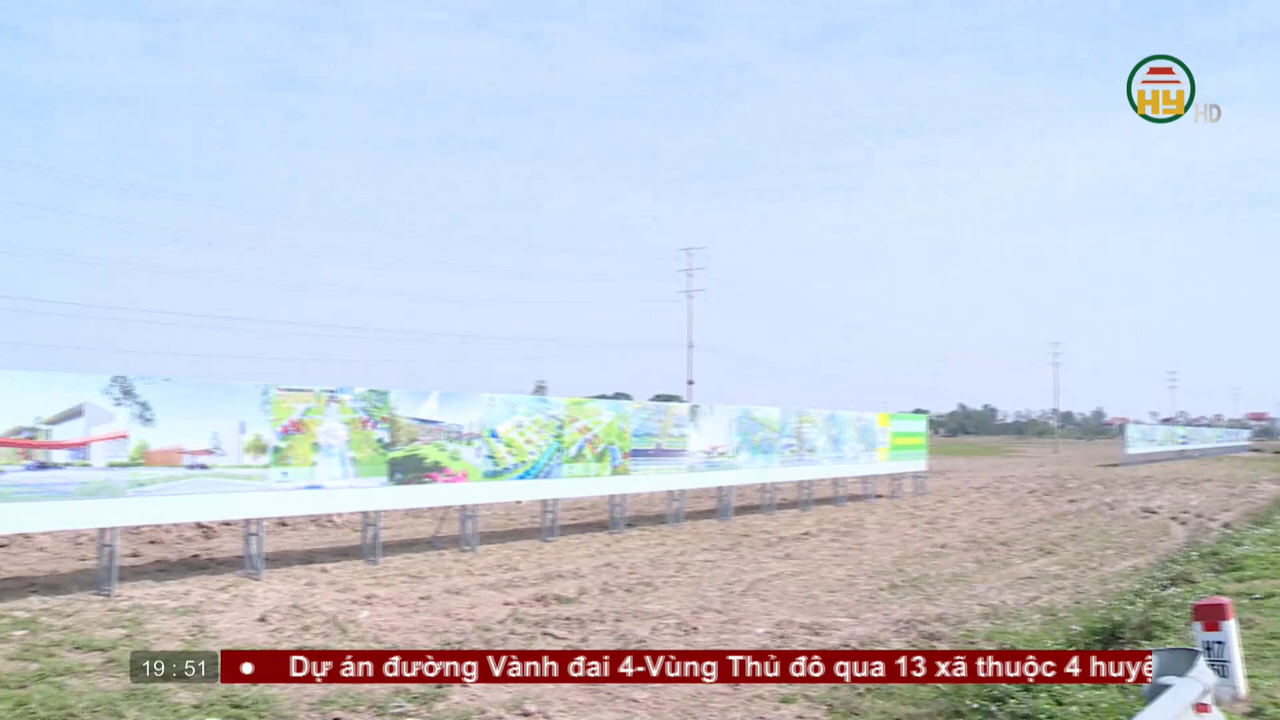 HY
HD
H7/
19 : 51
Dự án đường Vành đai 4-Vùng Thủ đô qua 13 xã thuộc 4 huyệ